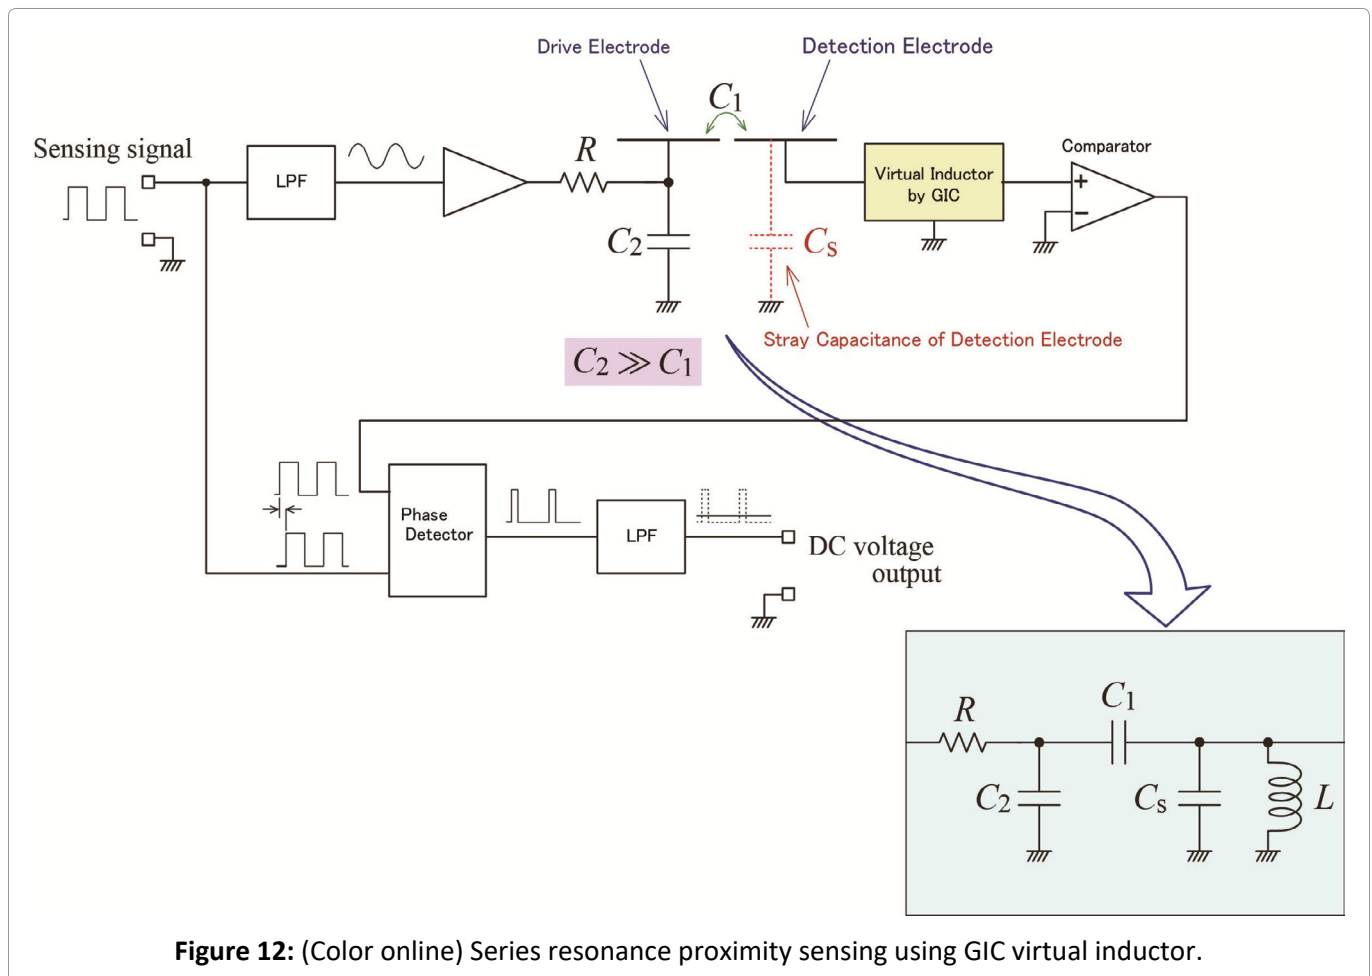 Drive Electrode
Detection Electrode
C1
Sensing signal
LPF
R
Virtual Inductor
by GIC
Comparator
+
−
C2
Cs
Stray Capacitance of Detection Electrode
C2 ≫ C1
Phase
Detector
LPF
DC voltage
output
C1
R
C2
Cs
L
Figure 12: (Color online) Series resonance proximity sensing using GIC virtual inductor.